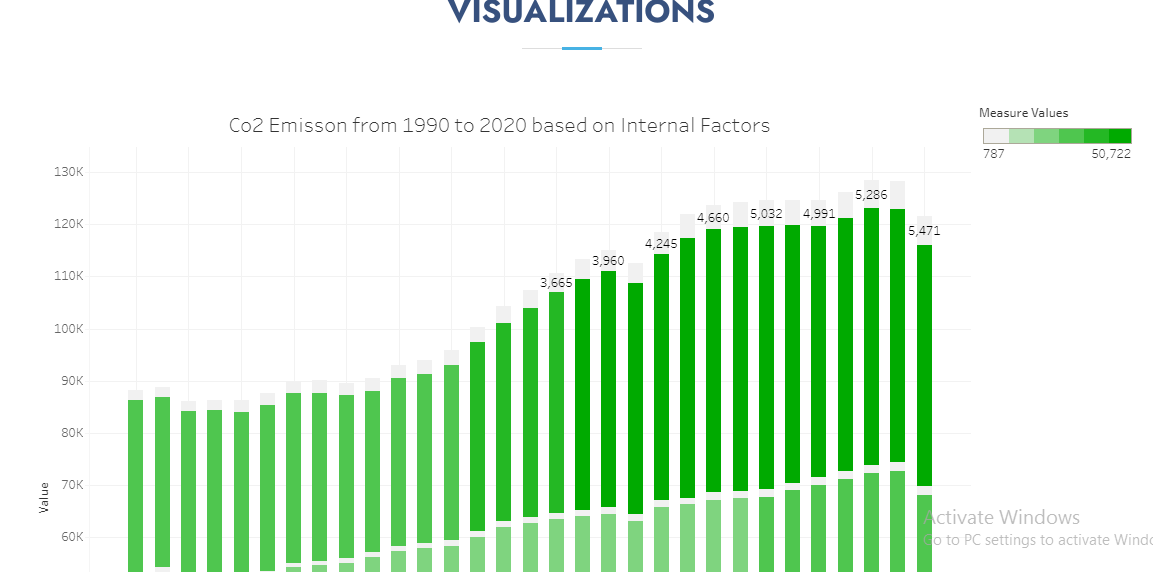 VISUALIZATIONS
Co2 Emisson from 1990 to 2020 based on Internal Factors
Measure Values
787 50,722
130K
120K
110K
100K
90K
80K
70K
60K
Value
3,665
3,960
4,245
4,660
5,032
4,991
5,286
5,471
Activate Windows
Go to PC settings to activate Windo